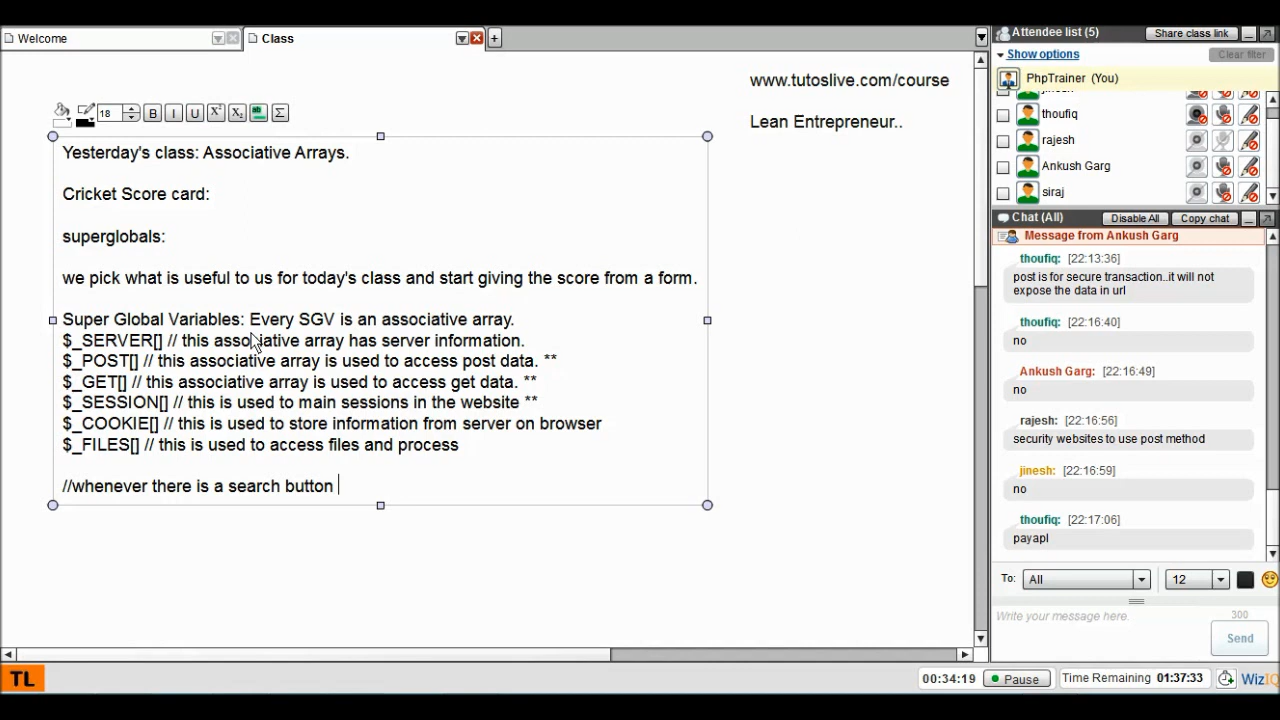 Welcome
Class
Attendee list (5)
Share class link
Show options
Clear filter
www.tutoslive.com/course
PhpTrainer (You)
jinesh
18
B
I
U
X²
X₂
ab
Σ
thoufiq
Lean Entrepreneur..
rajesh
Yesterday's class: Associative Arrays.
Ankush Garg
Cricket Score card:
siraj
Chat (All)
Disable All
Copy chat
superglobals:
Message from Ankush Garg
thoufiq: [22:13:36]
post is for secure transaction..it will not
expose the data in url
we pick what is useful to us for today's class and start giving the score from a form.
Super Global Variables: Every SGV is an associative array.
$_SERVER[] // this associative array has server information.
$_POST[] // this associative array is used to access post data. **
$_GET[] // this associative array is used to access get data. **
$_SESSION[] // this is used to main sessions in the website **
$_COOKIE[] // this is used to store information from server on browser
$_FILES[] // this is used to access files and process
//whenever there is a search button
thoufiq: [22:16:40]
no
Ankush Garg: [22:16:49]
no
rajesh: [22:16:56]
security websites to use post method
jinesh: [22:16:59]
no
thoufiq: [22:17:06]
payapl
To:
All
12
Write your message here.
300
Send
TL
00:34:19
Pause
Time Remaining 01:37:33